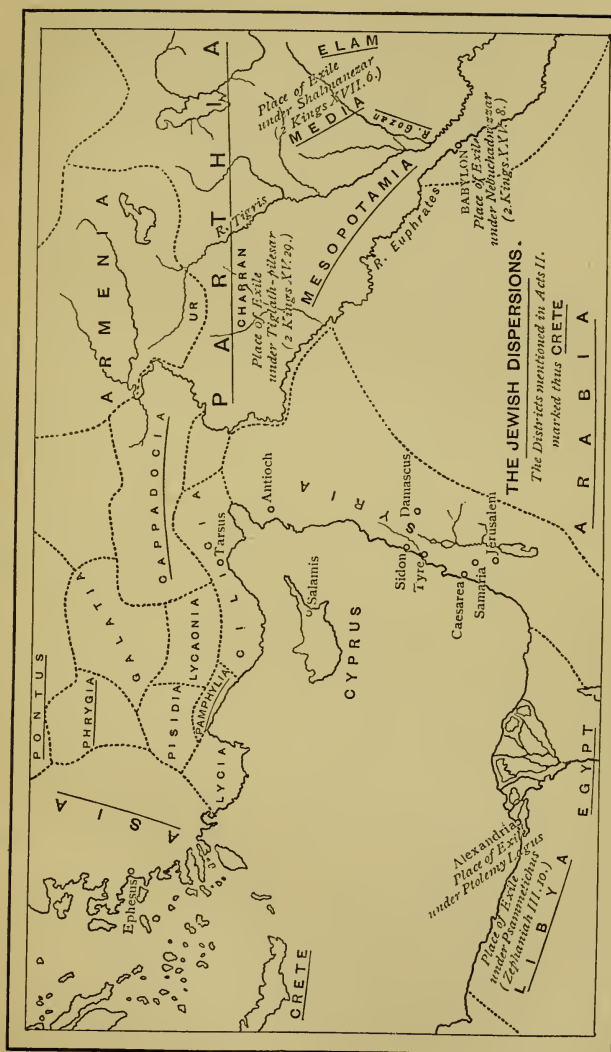 PONTUS
PHRYGIA
GALATIA
CAPPADOCIA
ARMENIA
ASIA
PISIDIA
LYCAONIA
PAMPHYLIA
CILICIA
LYCIA
Ephesus
Tarsus
Antioch
UR
PARTHIA
CHARRAN
Place of Exile
under Tiglath-pilesar
(2 Kings XV. 29.)
R. Tigris
ELAM
Place of Exile
under Shalmanezar
(2 Kings XVII. 6.)
MEDIA
R. Gozan
MESOPOTAMIA
R. Euphrates
BABYLON
Place of Exile
under Nebuchadnezzar
(2. Kings. XXIV. 8.)
CRETE
Salamis
CYPRUS
SYRIA
Sidon
Damascus
Tyre
Caesarea
Samaria
Jerusalem
THE JEWISH DISPERSIONS.
The Districts mentioned in Acts II.
marked thus CRETE
ARABIA
Alexandria
Place of Exile
under Ptolemy Lagus
Place of Exile
under Psammetichus
(Zephaniah III. 10.)
LIBYA
EGYPT